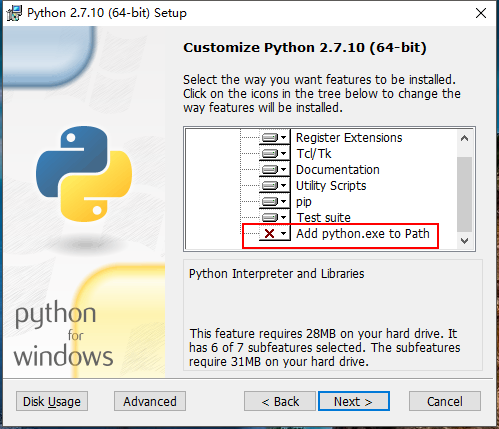 Python 2.7.10 (64-bit) Setup
Customize Python 2.7.10 (64-bit)
Select the way you want features to be installed.
Click on the icons in the tree below to change the
way features will be installed.
Register Extensions
Tcl/Tk
Documentation
Utility Scripts
pip
Test suite
Add python.exe to Path
Python Interpreter and Libraries
This feature requires 28MB on your hard drive. It
has 6 of 7 subfeatures selected. The subfeatures
require 31MB on your hard drive.
python
for
windows
Disk Usage
Advanced
< Back
Next >
Cancel